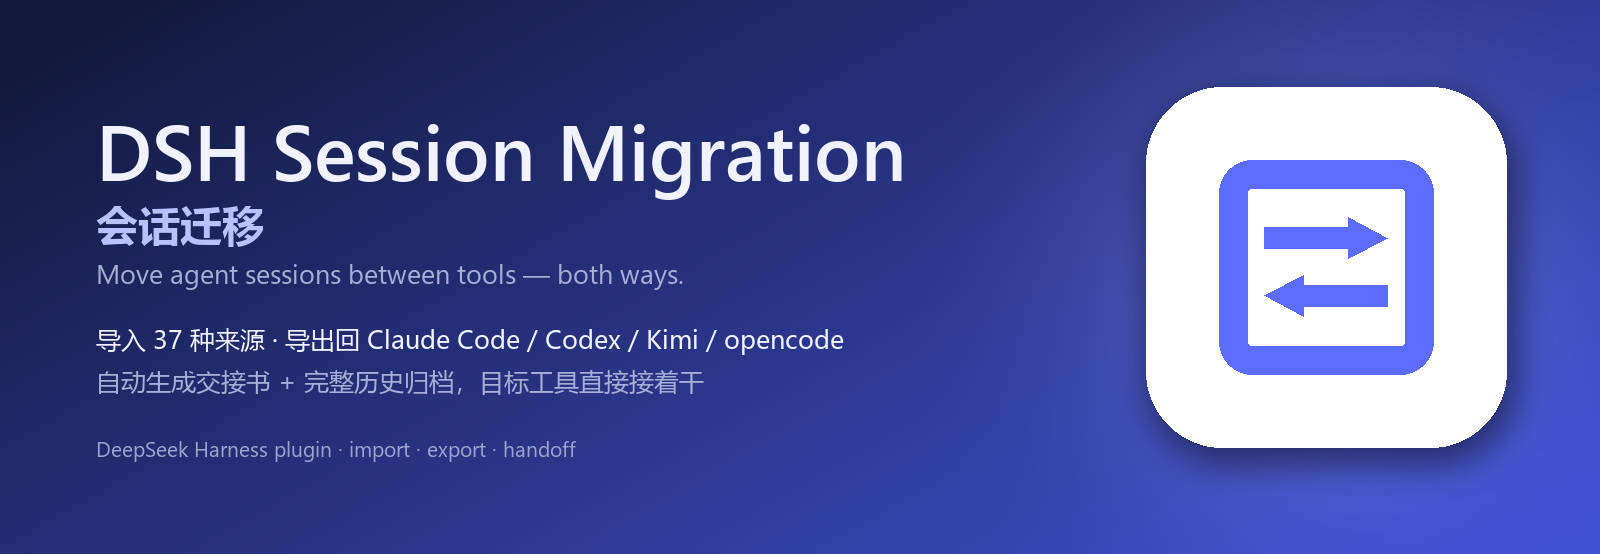 DSH Session Migration
会话迁移
Move agent sessions between tools — both ways.
导入 37 种来源 · 导出回 Claude Code / Codex / Kimi / opencode
自动生成交接书 + 完整历史归档，目标工具直接接着干
DeepSeek Harness plugin · import · export · handoff